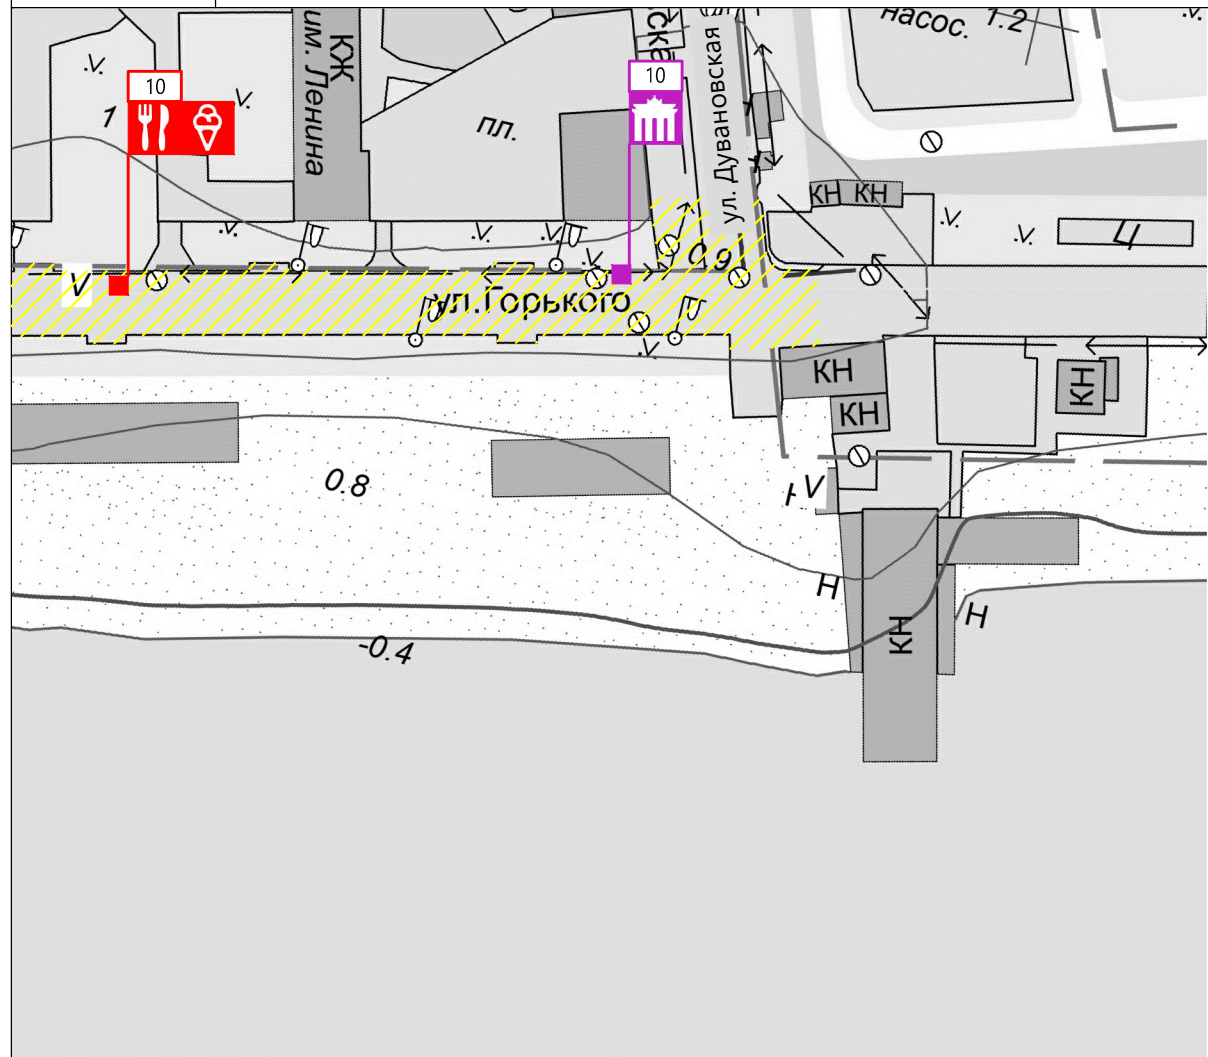 насос. 1.2
КЖ
им. Ленина
10
10
1
пл.
ул. Дувановская
КН
КН
Ц
0.9
V
ул.Горького
КН
КН
КН
0.8
V
Н
Н
КН
-0.4